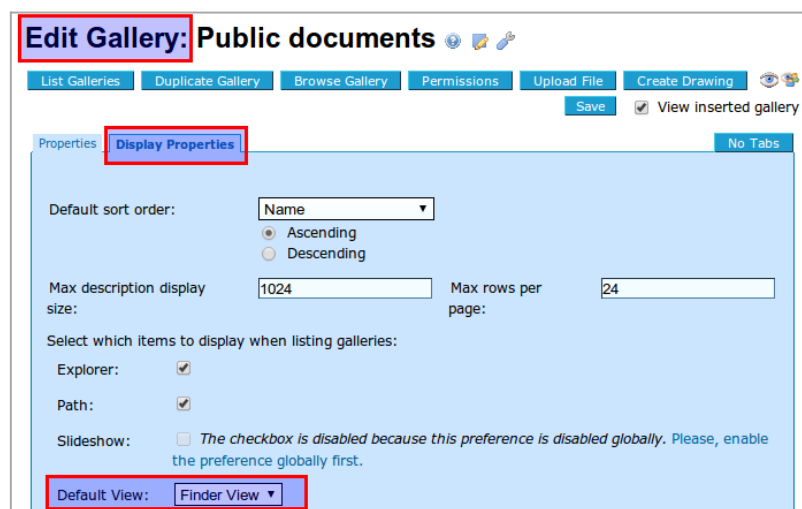 Edit Gallery: Public documents
List Galleries Duplicate Gallery Browse Gallery Permissions Upload File Create Drawing
Save View inserted gallery
Properties Display Properties No Tabs
Default sort order: Name
Ascending
Descending
Max description display size: 1024 Max rows per page: 24
Select which items to display when listing galleries:
Explorer:
Path:
Slideshow: The checkbox is disabled because this preference is disabled globally. Please, enable
the preference globally first.
Default View: Finder View